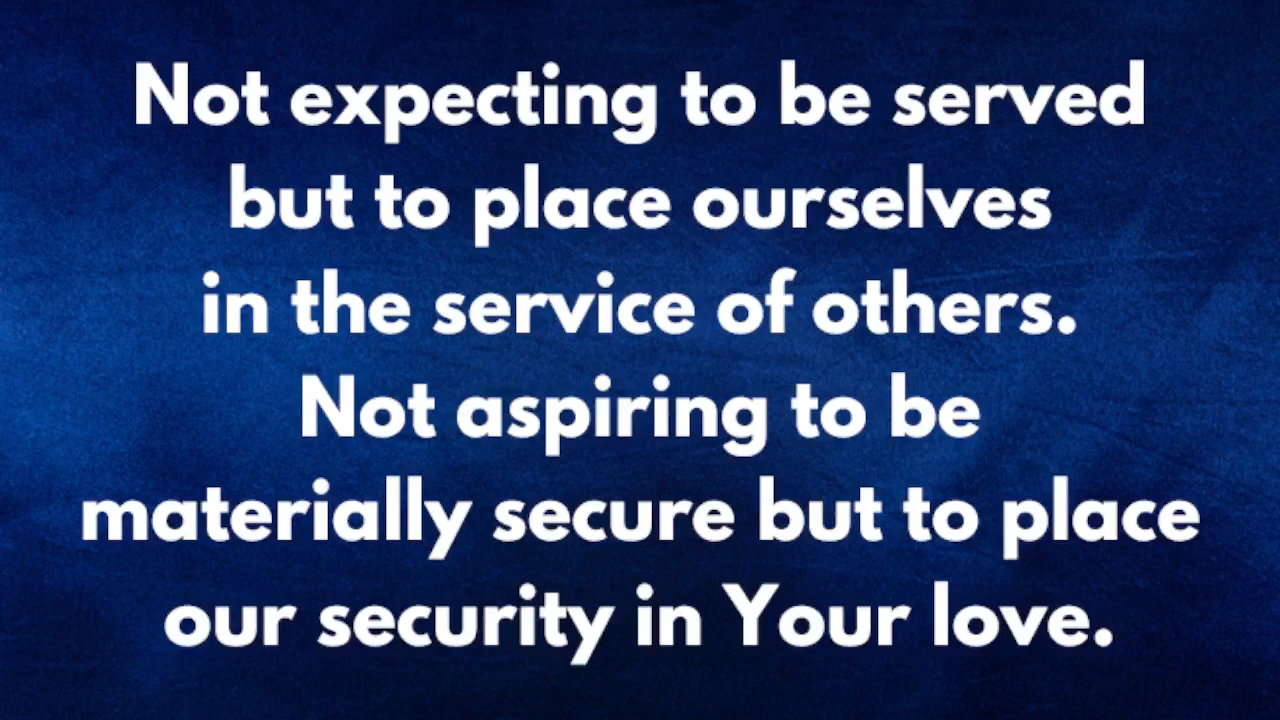 Not expecting to be served
but to place ourselves
in the service of others.
Not aspiring to be
materially secure but to place
our security in Your love.